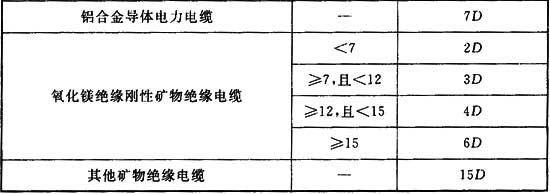 铝合金导体电力电缆 — 7D
氧化镁绝缘刚性矿物绝缘电缆 <7 2D
≥7,且<12 3D
≥12,且<15 4D
≥15 6D
其他矿物绝缘电缆 — 15D